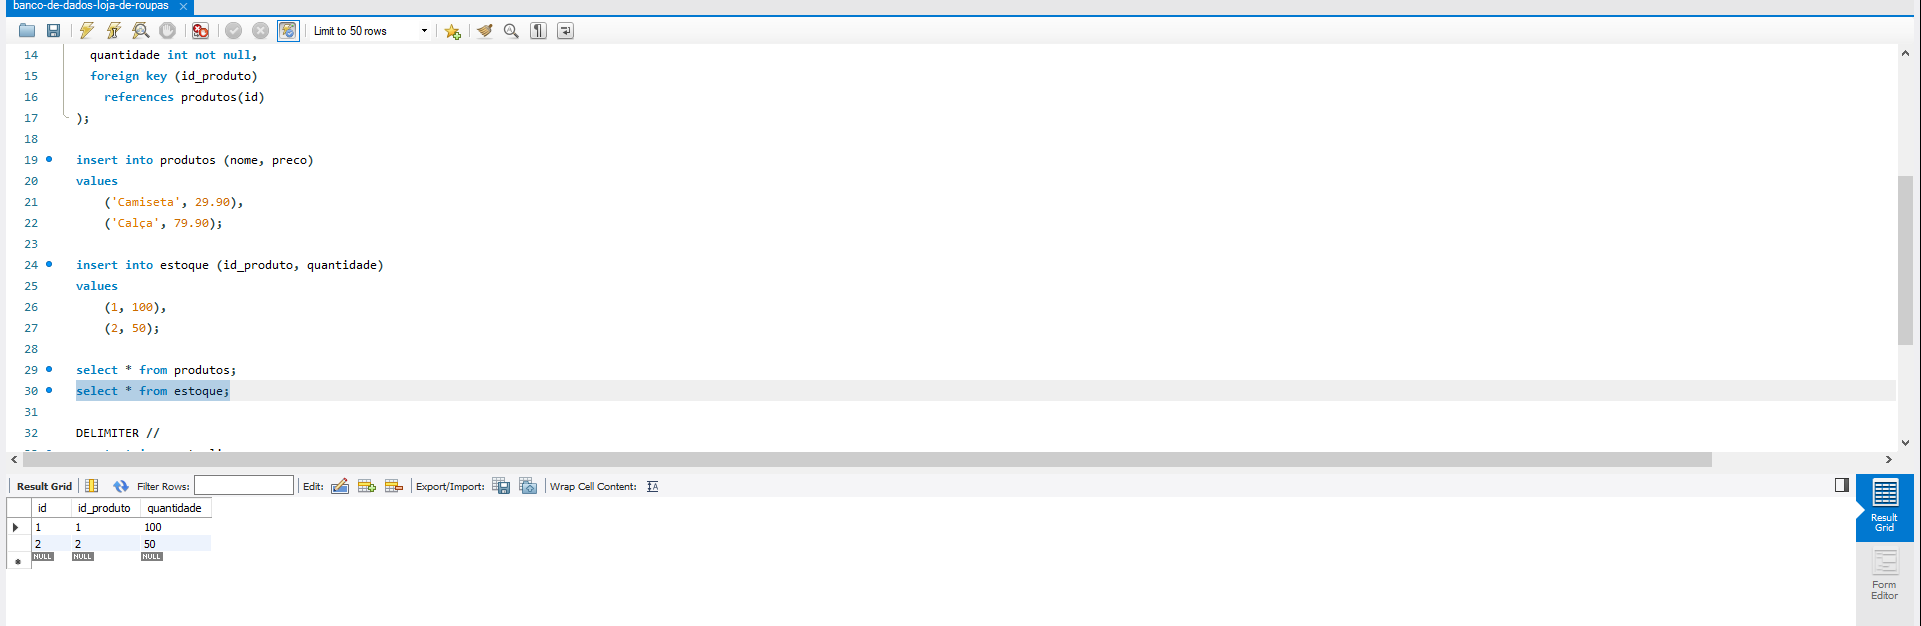 banco-de-dados-loja-de-roupas
Limit to 50 rows
14 quantidade int not null,
15 foreign key (id_produto)
16 references produtos(id)
17 );
18
19 insert into produtos (nome, preco)
20 values
21 ('Camiseta', 29.90),
22 ('Calça', 79.90);
23
24 insert into estoque (id_produto, quantidade)
25 values
26 (1, 100),
27 (2, 50);
28
29 select * from produtos;
30 select * from estoque;
31
32 DELIMITER //
Result Grid Filter Rows: Edit: Export/Import: Wrap Cell Content:
id id_produto quantidade
1 1 100
2 2 50
NULL NULL NULL
Result
Grid
Form
Editor